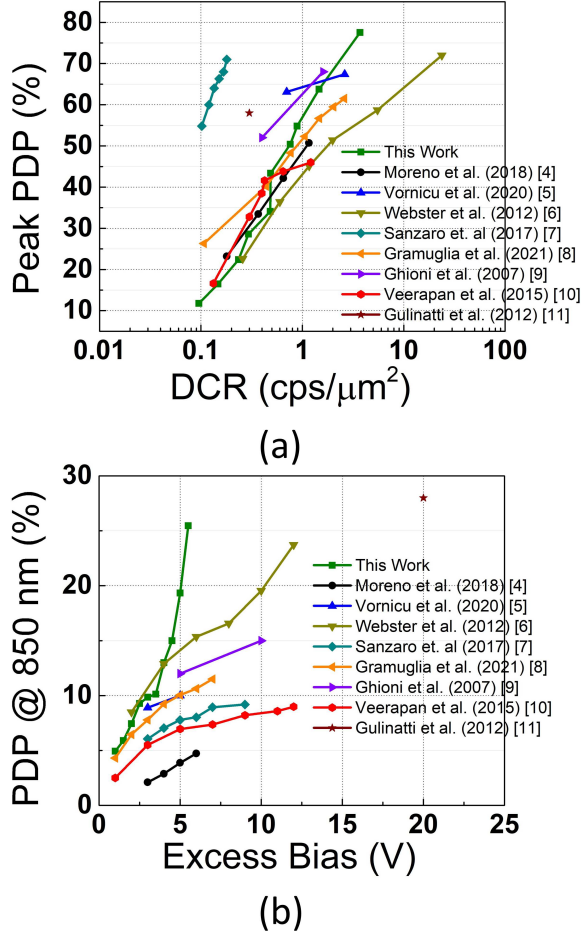 85
80
70
60
50
40
30
20
10
Peak PDP (%)
This Work
Moreno et al. (2018) [4]
Vornicu et al. (2020) [5]
Webster et al. (2012) [6]
Sanzaro et. al (2017) [7]
Gramuglia et al. (2021) [8]
Ghioni et al. (2007) [9]
Veerapan et al. (2015) [10]
Gulinatti et al. (2012) [11]
0.01 0.1 1 10 100
DCR (cps/μm²)
(a)
30
20
10
0
PDP @ 850 nm (%)
This Work
Moreno et al. (2018) [4]
Vornicu et al. (2020) [5]
Webster et al. (2012) [6]
Sanzaro et. al (2017) [7]
Gramuglia et al. (2021) [8]
Ghioni et al. (2007) [9]
Veerapan et al. (2015) [10]
Gulinatti et al. (2012) [11]
0 5 10 15 20 25
Excess Bias (V)
(b)